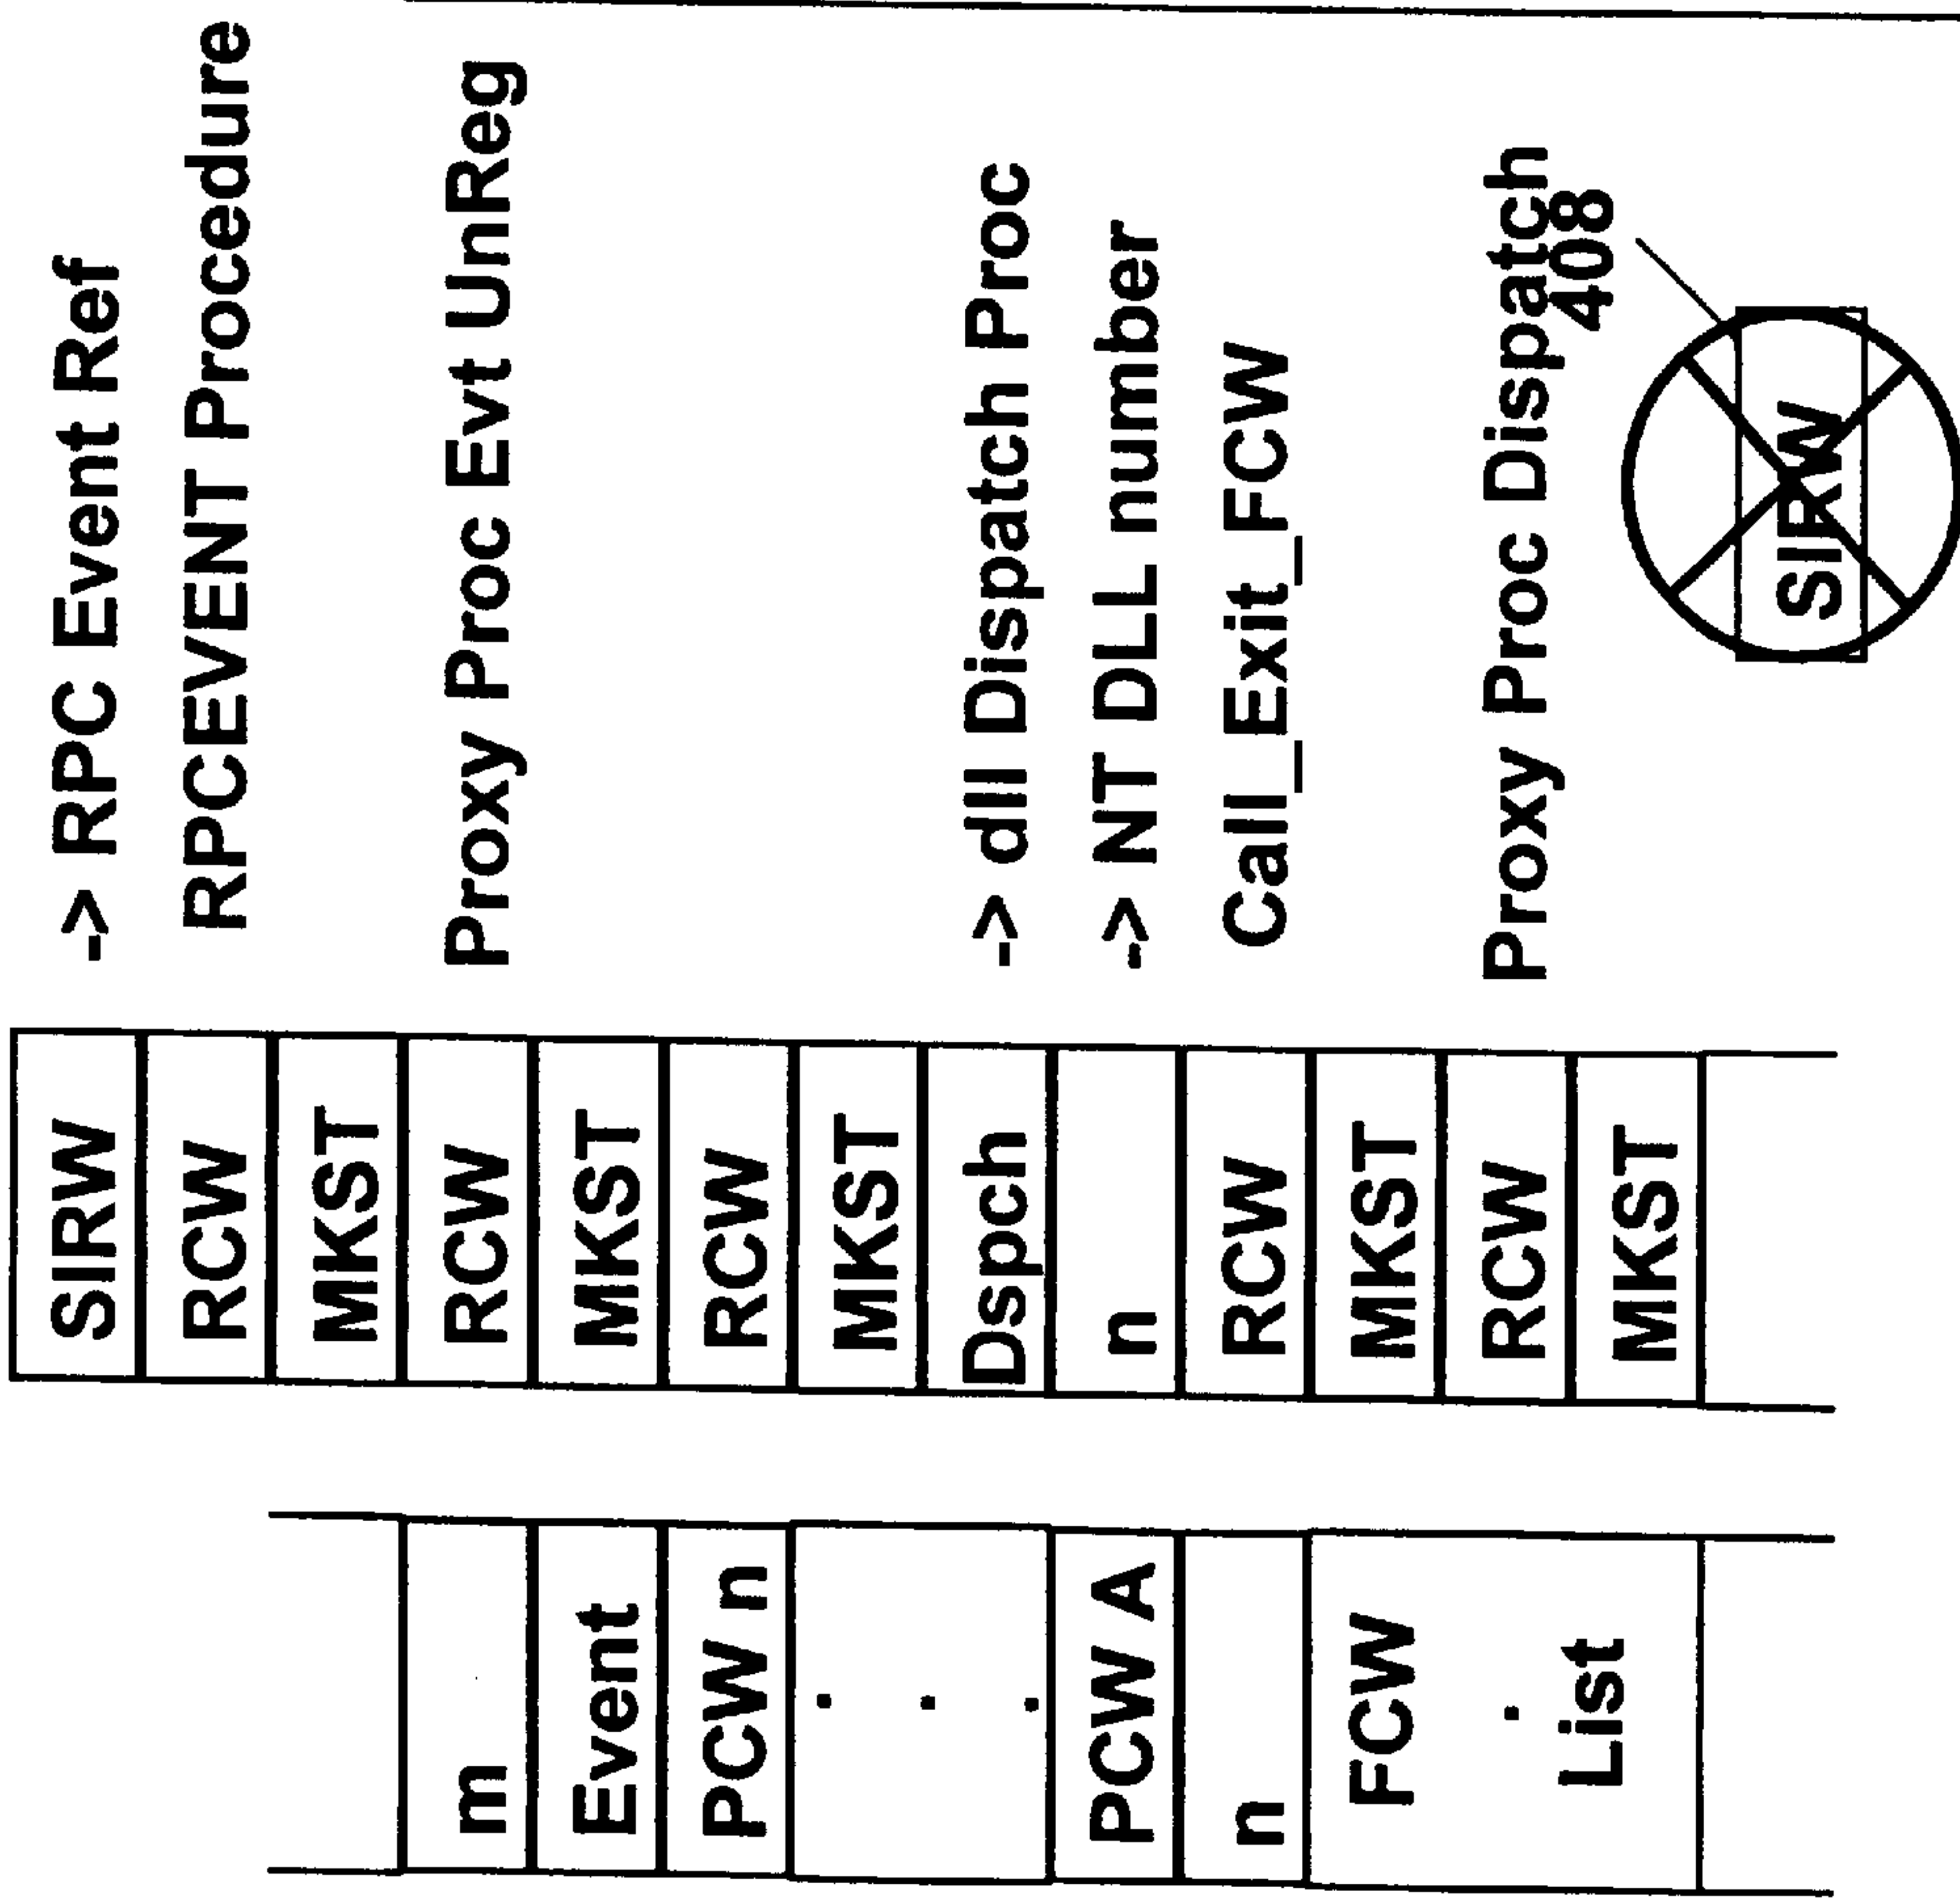 m
Event
PCW n
.
.
.
PCW A
n
FCW
.
List
SIRW
-> RPC Event Ref
RCW
RPCEVENT Procedure
MKST
RCW
Proxy Proc Evt UnReg
MKST
RCW
MKST
Dspch
-> dll Dispatch Proc
n
-> NT DLL number
RCW
Call_Exit_FCW
MKST
RCW
Proxy Proc Dispatch
MKST
408
SIRW